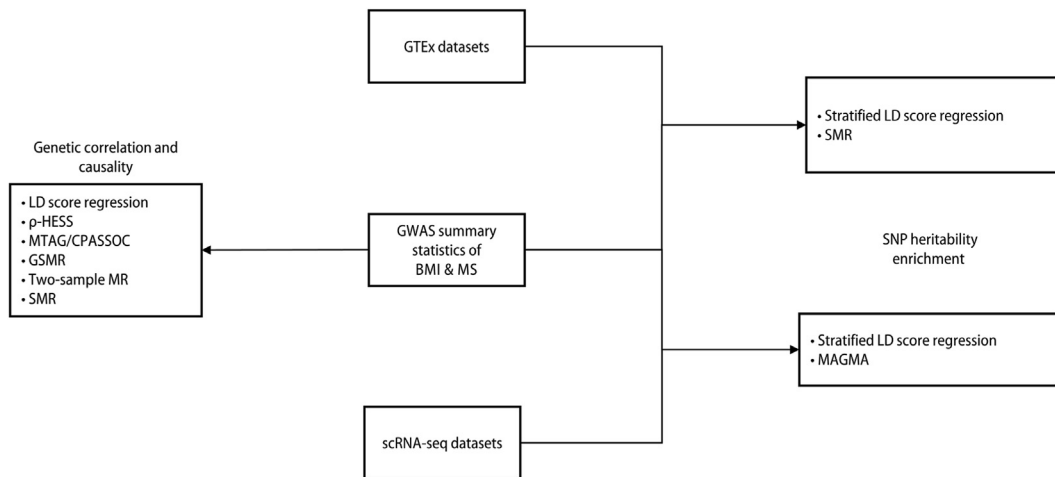 GTEx datasets
• Stratified LD score regression
• SMR
Genetic correlation and
causality
• LD score regression
• ρ-HESS
• MTAG/CPASSOC
• GSMR
• Two-sample MR
• SMR
GWAS summary
statistics of
BMI & MS
SNP heritability
enrichment
• Stratified LD score regression
• MAGMA
scRNA-seq datasets